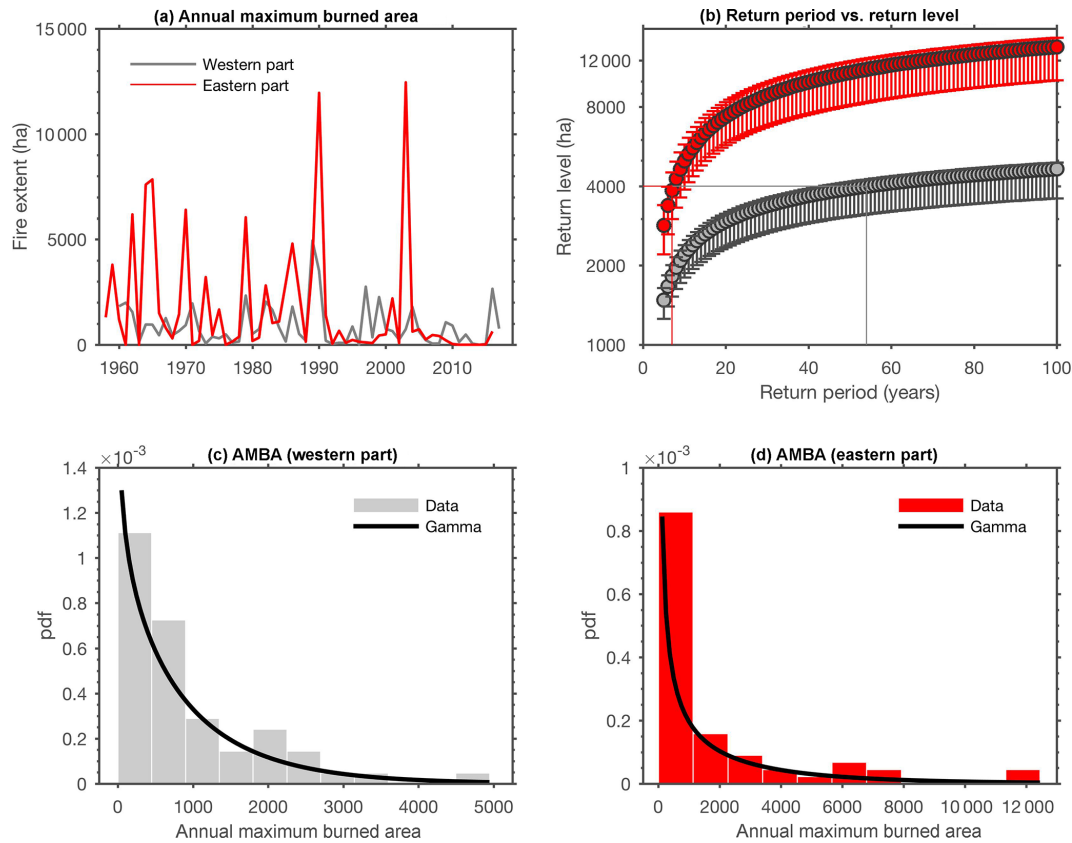 (a) Annual maximum burned area
15 000
10 000
5000
0
Fire extent (ha)
Western part
Eastern part
1960 1970 1980 1990 2000 2010
(b) Return period vs. return level
12 000
8000
4000
2000
1000
Return level (ha)
0 20 40 60 80 100
Return period (years)
×10⁻³
(c) AMBA (western part)
1.4
1.2
1
0.8
0.6
0.4
0.2
0
pdf
Data
Gamma
0 1000 2000 3000 4000 5000
Annual maximum burned area
×10⁻³
(d) AMBA (eastern part)
1
0.8
0.6
0.4
0.2
0
pdf
Data
Gamma
0 2000 4000 6000 8000 10 000 12 000
Annual maximum burned area